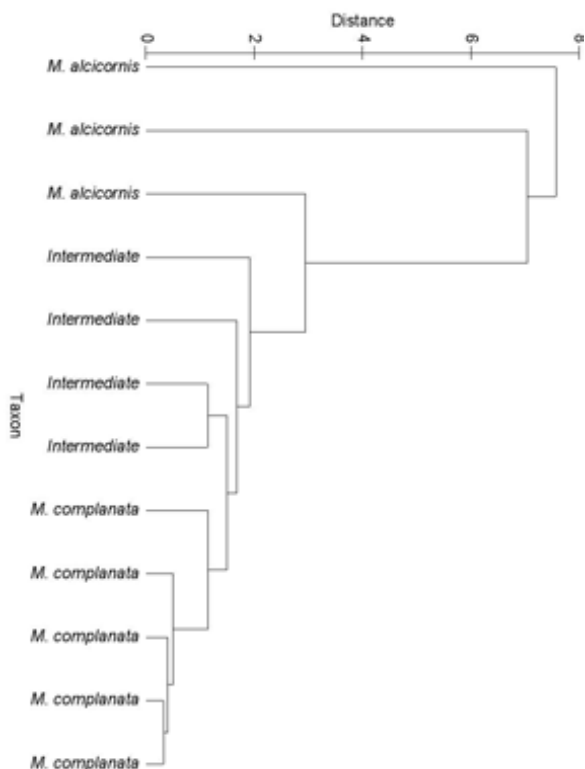 Distance
0 2 4 6 8
M. alcicornis
M. alcicornis
M. alcicornis
Intermediate
Intermediate
Intermediate
Intermediate
M. complanata
M. complanata
M. complanata
M. complanata
M. complanata
Taxon